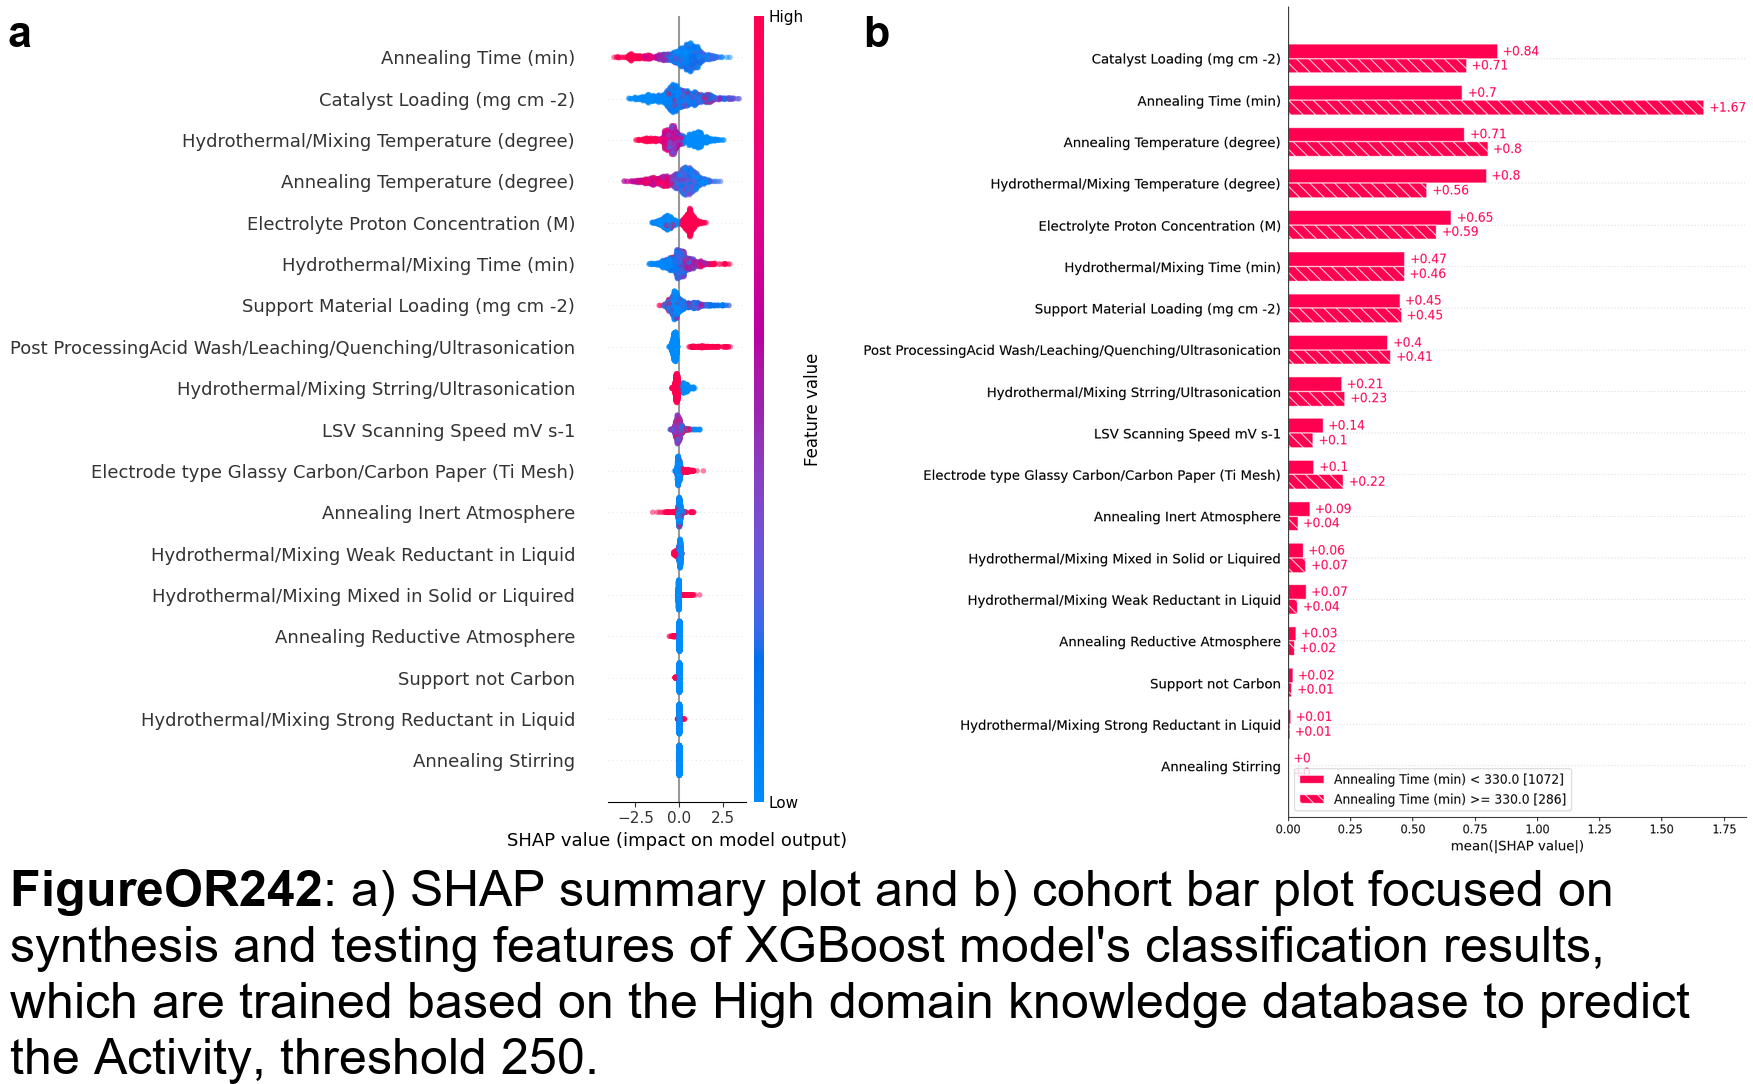 a
High
Annealing Time (min)
Catalyst Loading (mg cm -2)
Hydrothermal/Mixing Temperature (degree)
Annealing Temperature (degree)
Electrolyte Proton Concentration (M)
Hydrothermal/Mixing Time (min)
Support Material Loading (mg cm -2)
Post ProcessingAcid Wash/Leaching/Quenching/Ultrasonication
Hydrothermal/Mixing Strring/Ultrasonication
LSV Scanning Speed mV s-1
Electrode type Glassy Carbon/Carbon Paper (Ti Mesh)
Annealing Inert Atmosphere
Hydrothermal/Mixing Weak Reductant in Liquid
Hydrothermal/Mixing Mixed in Solid or Liquired
Annealing Reductive Atmosphere
Support not Carbon
Hydrothermal/Mixing Strong Reductant in Liquid
Annealing Stirring
Feature value
Low
−2.5 0.0 2.5
SHAP value (impact on model output)
b
Catalyst Loading (mg cm -2)
+0.84
+0.71
Annealing Time (min)
+0.7
+1.67
Annealing Temperature (degree)
+0.71
+0.8
Hydrothermal/Mixing Temperature (degree)
+0.8
+0.56
Electrolyte Proton Concentration (M)
+0.65
+0.59
Hydrothermal/Mixing Time (min)
+0.47
+0.46
Support Material Loading (mg cm -2)
+0.45
+0.45
Post ProcessingAcid Wash/Leaching/Quenching/Ultrasonication
+0.4
+0.41
Hydrothermal/Mixing Strring/Ultrasonication
+0.21
+0.23
LSV Scanning Speed mV s-1
+0.14
+0.1
Electrode type Glassy Carbon/Carbon Paper (Ti Mesh)
+0.1
+0.22
Annealing Inert Atmosphere
+0.09
+0.04
Hydrothermal/Mixing Mixed in Solid or Liquired
+0.06
+0.07
Hydrothermal/Mixing Weak Reductant in Liquid
+0.07
+0.04
Annealing Reductive Atmosphere
+0.03
+0.02
Support not Carbon
+0.02
+0.01
Hydrothermal/Mixing Strong Reductant in Liquid
+0.01
+0.01
Annealing Stirring
+0
+0
Annealing Time (min) < 330.0 [1072]
Annealing Time (min) >= 330.0 [286]
0.00 0.25 0.50 0.75 1.00 1.25 1.50 1.75
mean(|SHAP value|)
FigureOR242: a) SHAP summary plot and b) cohort bar plot focused on
synthesis and testing features of XGBoost model's classification results,
which are trained based on the High domain knowledge database to predict
the Activity, threshold 250.